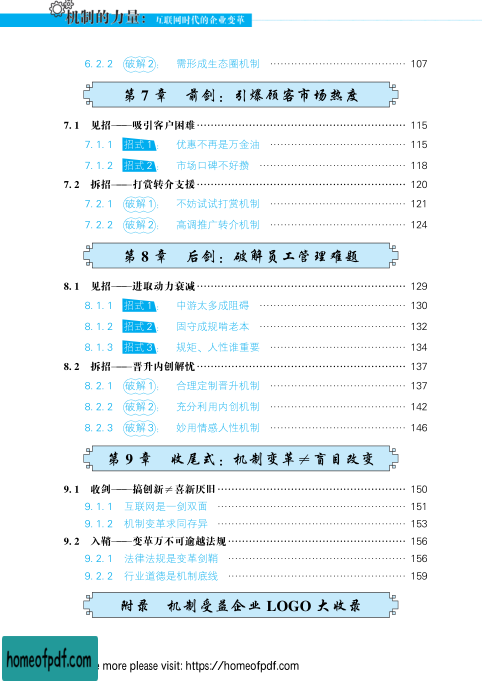 机制的力量：互联网时代的企业变革
6.2.2 破解2： 需形成生态圈机制 …………………………… 107
第7章 前剑：引爆顾客市场热度
7.1 见招——吸引客户困难 …………………………… 115
7.1.1 招式1： 优惠不再是万金油 …………………………… 115
7.1.2 招式2： 市场口碑不好攒 …………………………… 118
7.2 拆招——打赏转介支援 …………………………… 120
7.2.1 破解1： 不妨试试打赏机制 …………………………… 121
7.2.2 破解2： 高调推广转介机制 …………………………… 124
第8章 后剑：破解员工管理难题
8.1 见招——进取动力衰减 …………………………… 129
8.1.1 招式1： 中游太多成阻碍 …………………………… 130
8.1.2 招式2： 固守成规啃老本 …………………………… 132
8.1.3 招式3： 规矩、人性谁重要 …………………………… 134
8.2 拆招——晋升内创解忧 …………………………… 137
8.2.1 破解1： 合理定制晋升机制 …………………………… 137
8.2.2 破解2： 充分利用内创机制 …………………………… 142
8.2.3 破解3： 妙用情感人性机制 …………………………… 146
第9章 收尾式：机制变革≠盲目改变
9.1 收剑——搞创新≠喜新厌旧 …………………………… 150
9.1.1 互联网是一剑双面 …………………………… 151
9.1.2 机制变革求同存异 …………………………… 153
9.2 入鞘——变革万不可逾越法规 …………………………… 156
9.2.1 法律法规是变革剑鞘 …………………………… 156
9.2.2 行业道德是机制底线 …………………………… 159
附录 机制受益企业LOGO大收录
homeofpdf.com
more please visit: https://homeofpdf.com